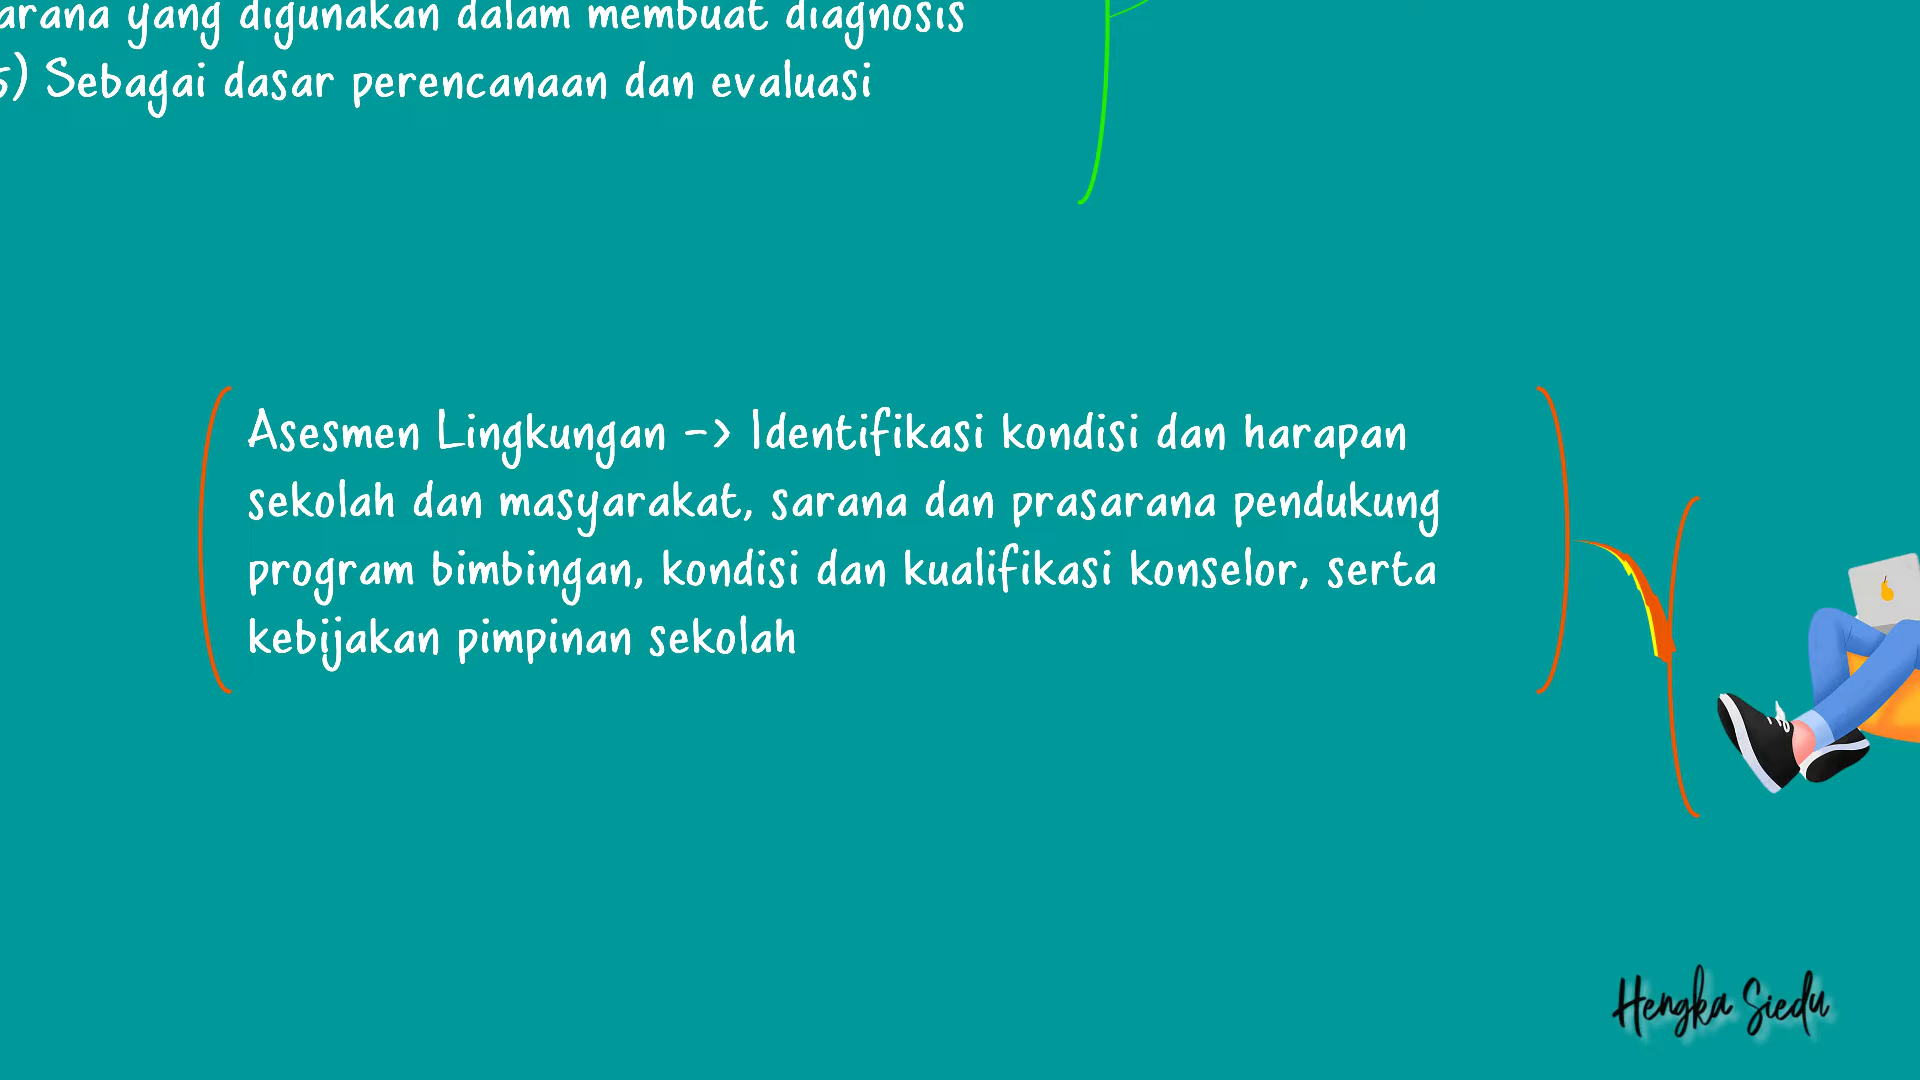 yang digunakan dalam membuat diagnosis
5) Sebagai dasar perencanaan dan evaluasi
Asesmen Lingkungan -> Identifikasi kondisi dan harapan
sekolah dan masyarakat, sarana dan prasarana pendukung
program bimbingan, kondisi dan kualifikasi konselor, serta
kebijakan pimpinan sekolah
Hengka Siedu